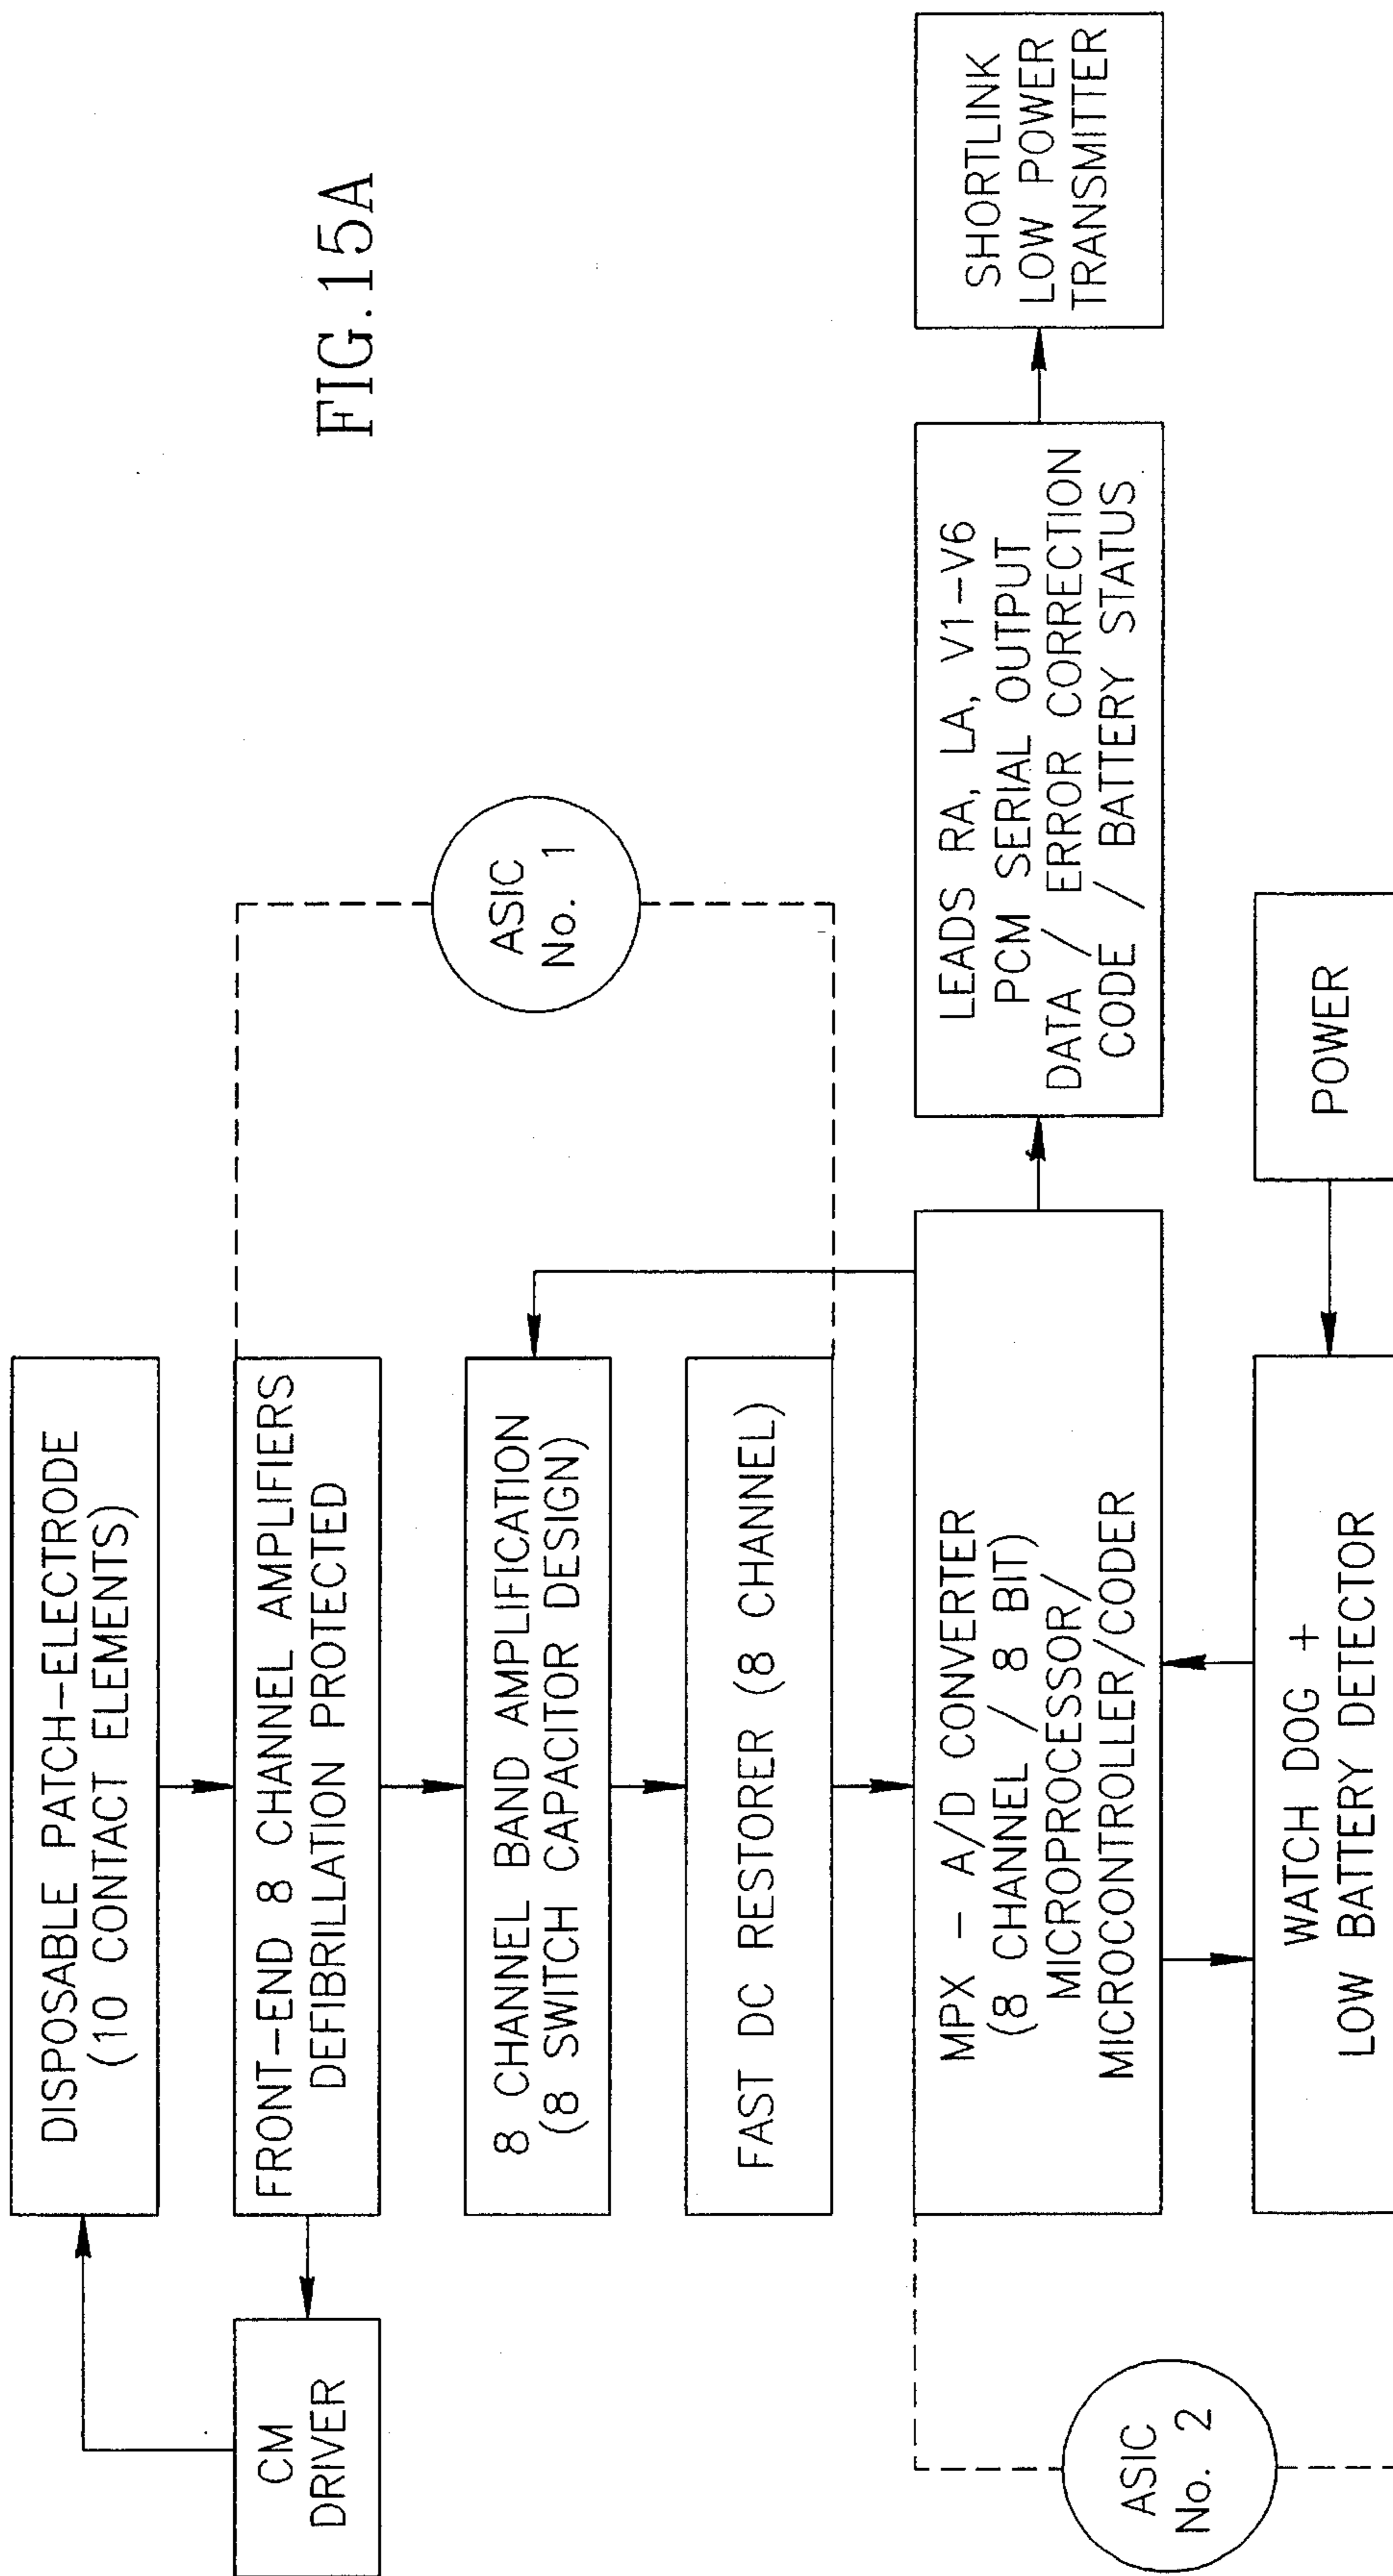 FIG.15A
DISPOSABLE PATCH-ELECTRODE
(10 CONTACT ELEMENTS)
CM
DRIVER
FRONT-END 8 CHANNEL AMPLIFIERS
DEFIBRILLATION PROTECTED
8 CHANNEL BAND AMPLIFICATION
(8 SWITCH CAPACITOR DESIGN)
ASIC
No. 1
FAST DC RESTORER (8 CHANNEL)
MPX - A/D CONVERTER
(8 CHANNEL / 8 BIT)
MICROPROCESSOR/
MICROCONTROLLER/CODER
LEADS RA, LA, V1-V6
PCM SERIAL OUTPUT
DATA / ERROR CORRECTION
CODE / BATTERY STATUS
SHORTLINK
LOW POWER
TRANSMITTER
ASIC
No. 2
WATCH DOG +
LOW BATTERY DETECTOR
POWER